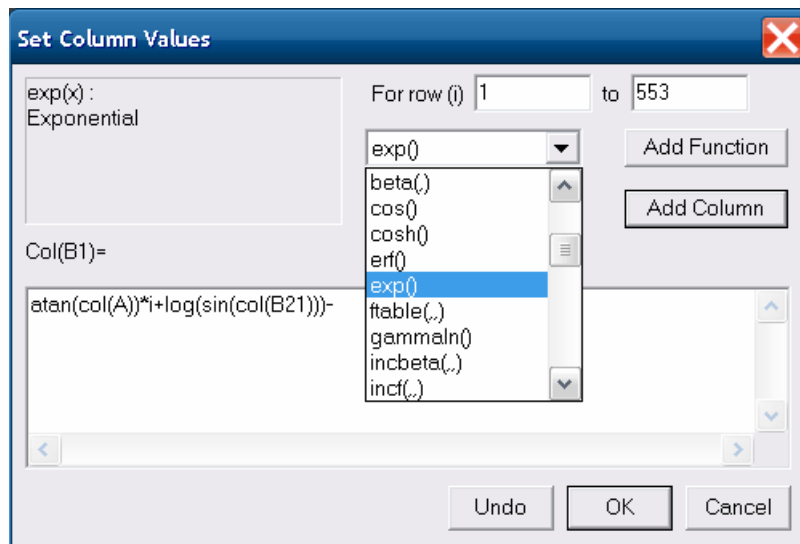 Set Column Values
exp(x) :
Exponential
For row (i) 1 to 553
exp()
Add Function
beta(,)
cos()
cosh()
erf()
exp()
ftable(,,)
gammaln()
incbeta(,,)
incf(,,)
Add Column
Col(B1)=
atan(col(A))*i+log(sin(col(B21)))-
Undo
OK
Cancel